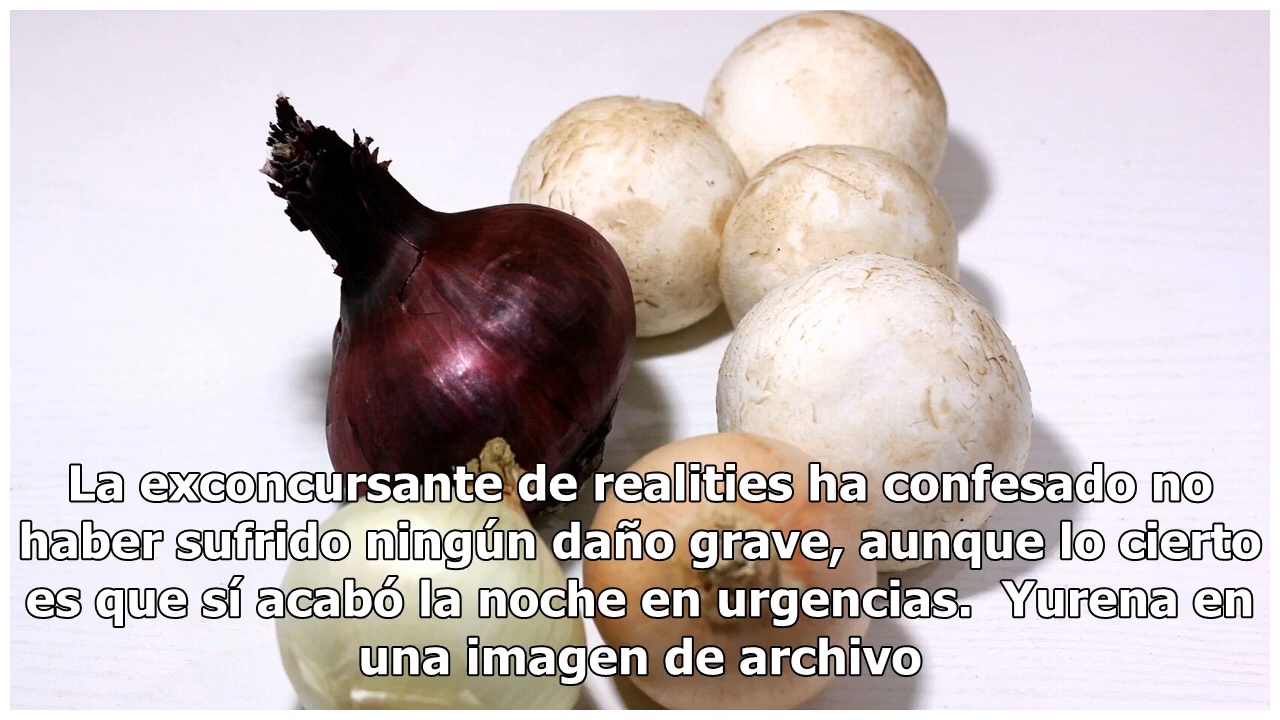 La exconcursante de realities ha confesado no
haber sufrido ningún daño grave, aunque lo cierto
es que sí acabó la noche en urgencias.  Yurena en
una imagen de archivo